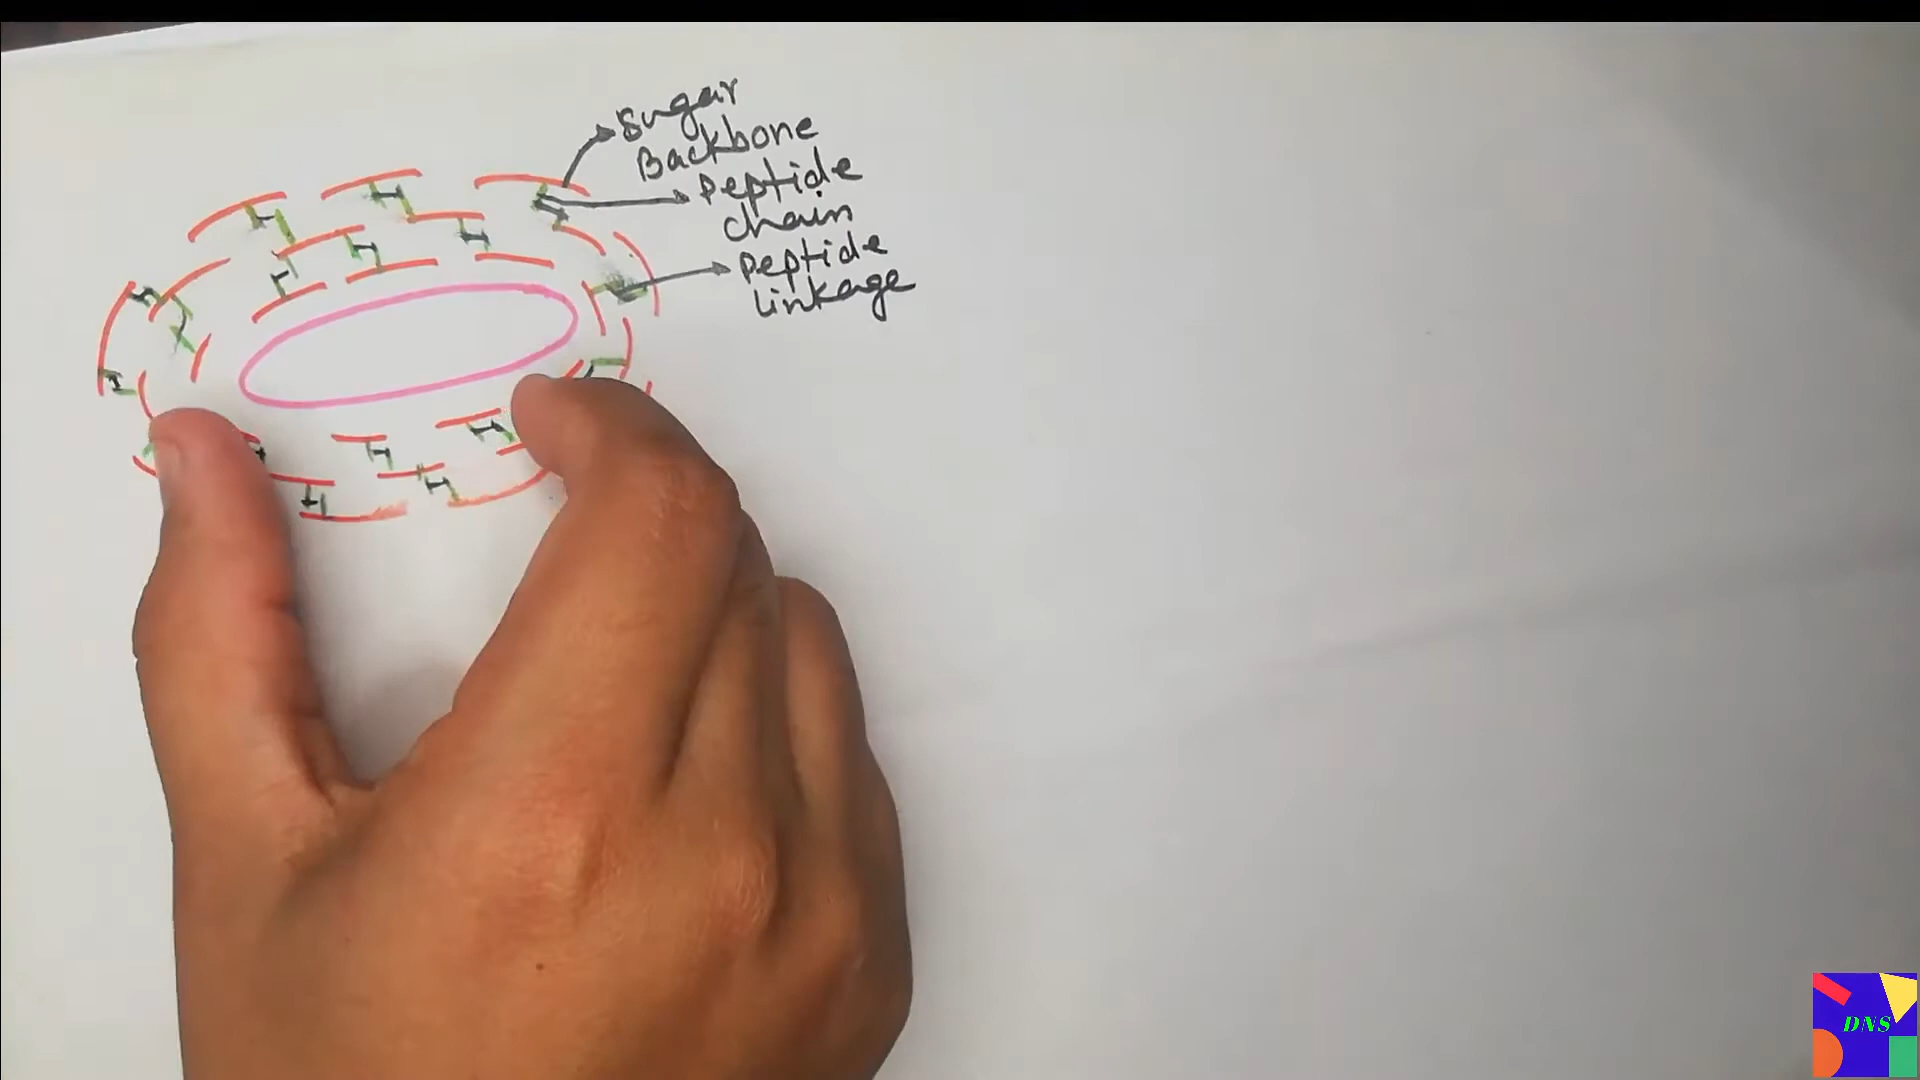 Sugar
Backbone
Peptide
chain
Peptide
Linkage
DNS